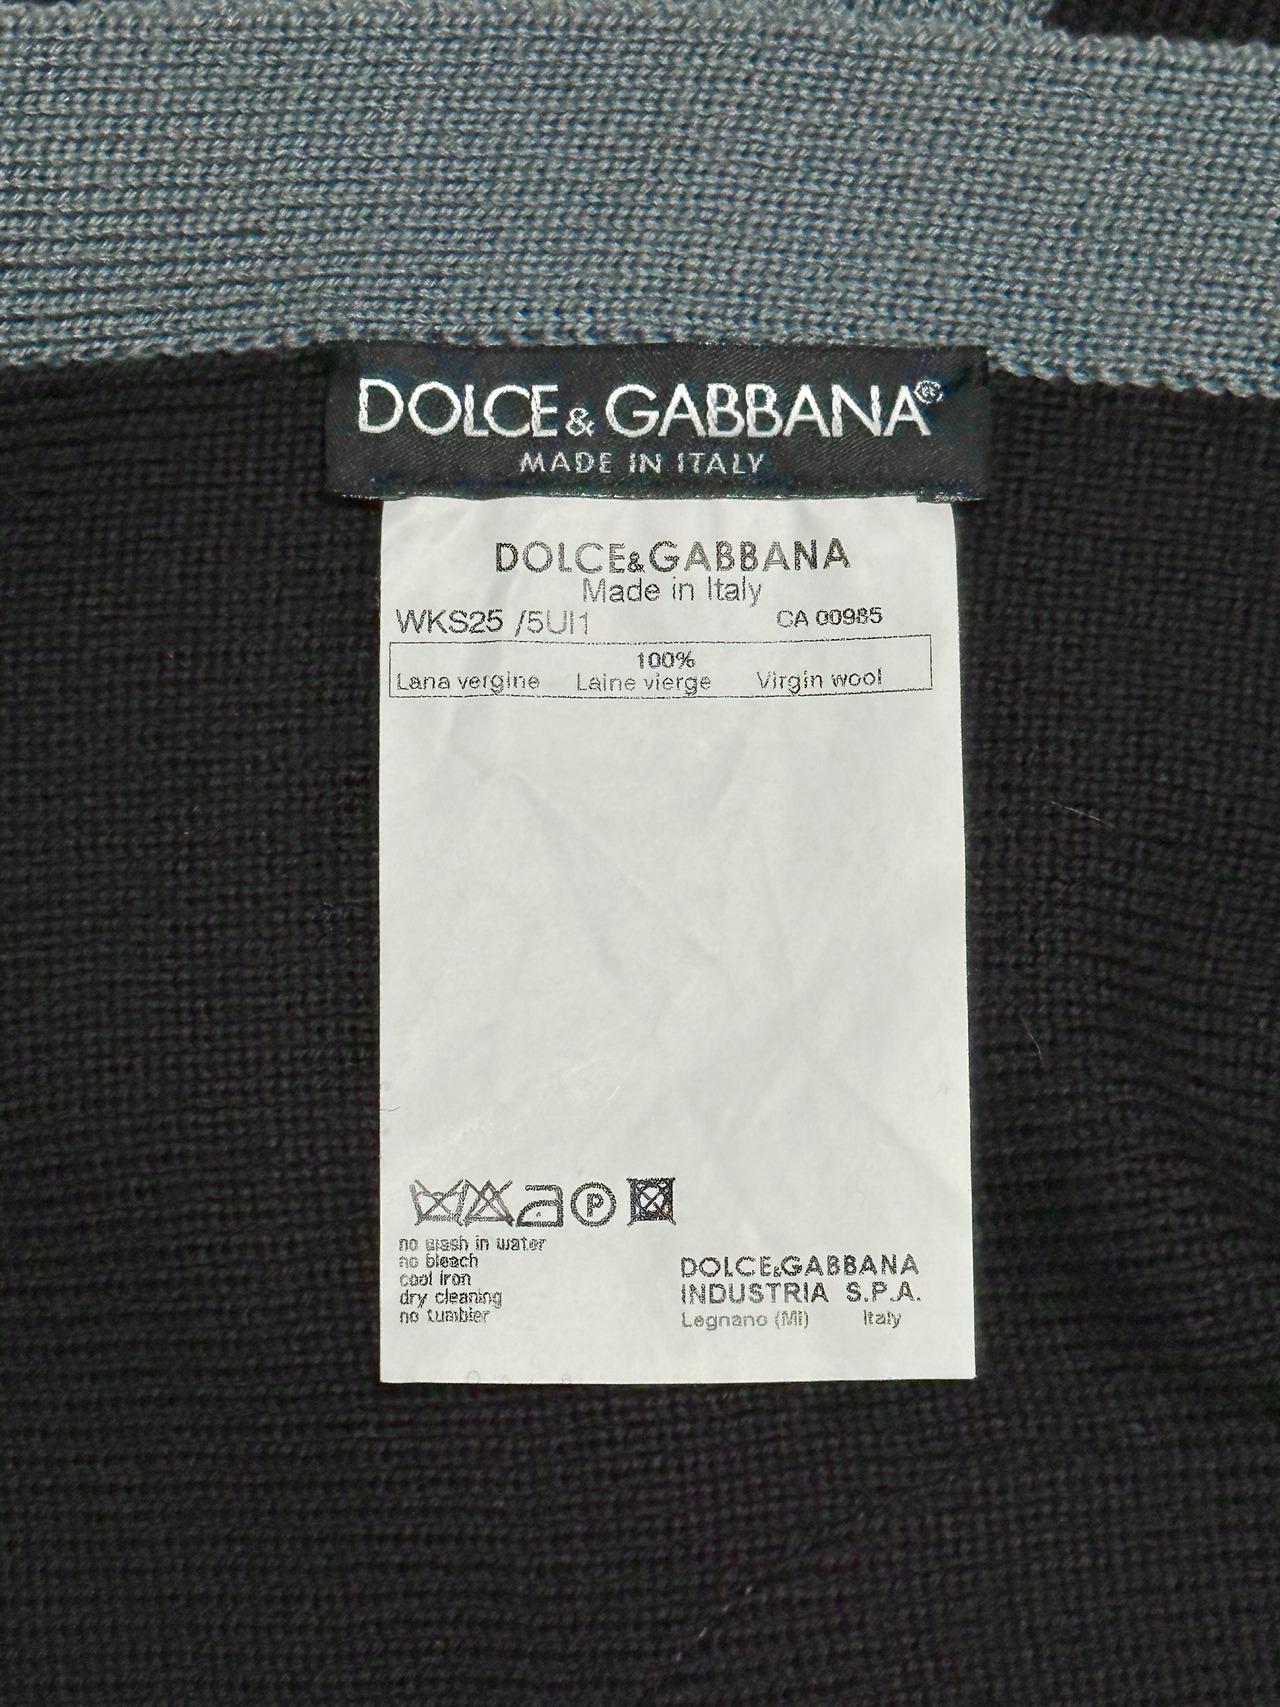 DOLCE & GABBANA
MADE IN ITALY
DOLCE&GABBANA
Made in Italy
WKS25 /5UI1 CA 00985
100%
Lana vergine Laine vierge Virgin wool
P
no wash in water
no bleach
cool iron
dry cleaning
no tumbler
DOLCE&GABBANA
INDUSTRIA S.P.A.
Legnano (MI) Italy